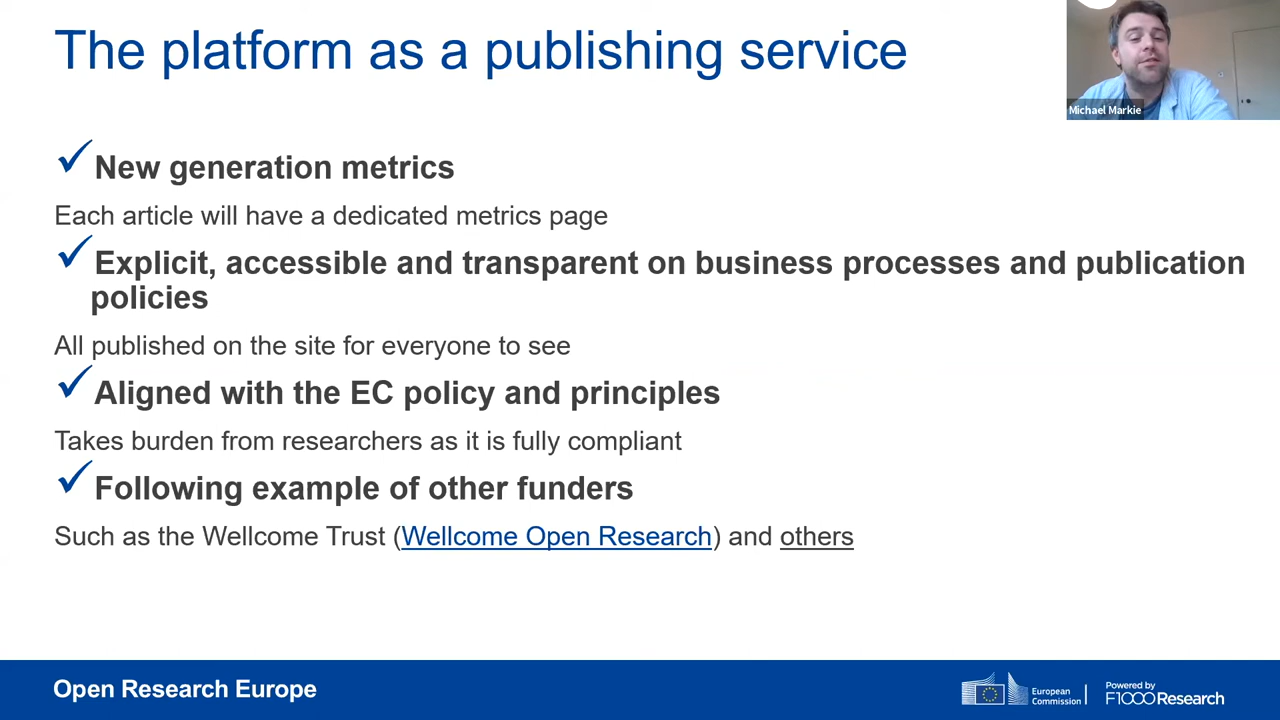 The platform as a publishing service
Michael Markie
New generation metrics
Each article will have a dedicated metrics page
Explicit, accessible and transparent on business processes and publication
policies
All published on the site for everyone to see
Aligned with the EC policy and principles
Takes burden from researchers as it is fully compliant
Following example of other funders
Such as the Wellcome Trust (Wellcome Open Research) and others
Open Research Europe
European
Commission
Powered by
F1000Research